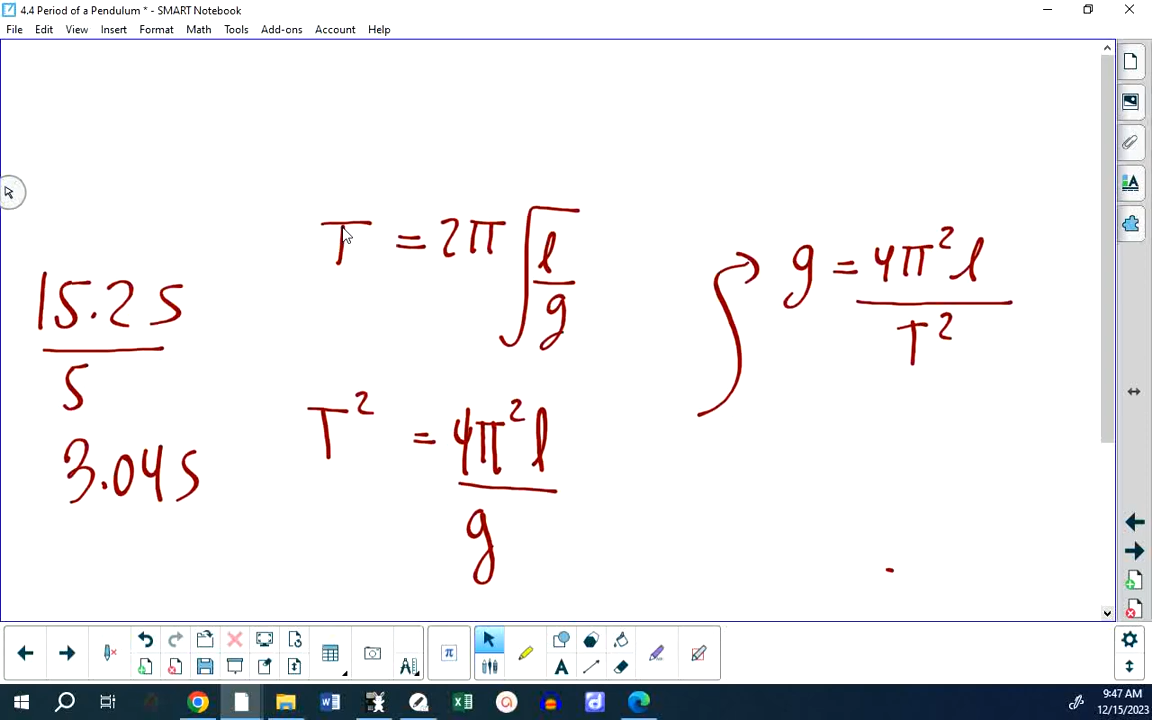 4.4 Period of a Pendulum * - SMART Notebook
File Edit View Insert Format Math Tools Add-ons Account Help
T = 2π √(l/g)
g = 4π²l / T²
15.2 s
5
3.04 s
T² = 4π²l / g
9:47 AM
12/15/2023